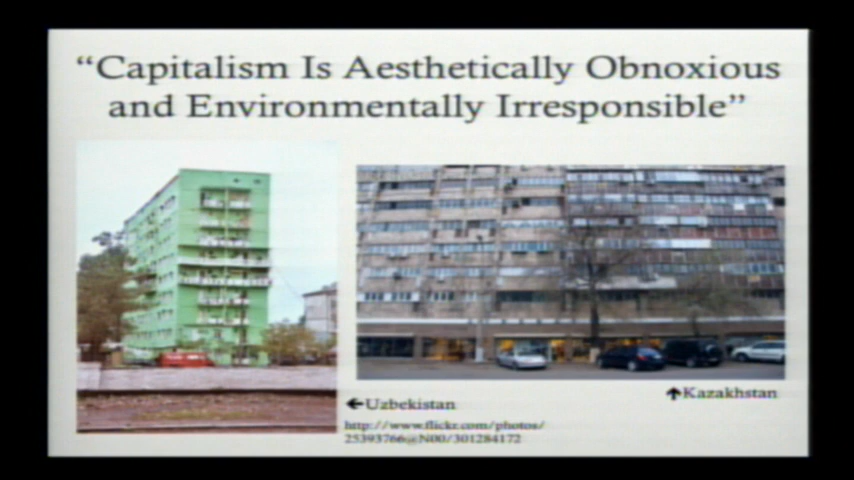 “Capitalism Is Aesthetically Obnoxious
and Environmentally Irresponsible”
←Uzbekistan
↑Kazakhstan
http://www.flickr.com/photos/
25393766@N00/301284172